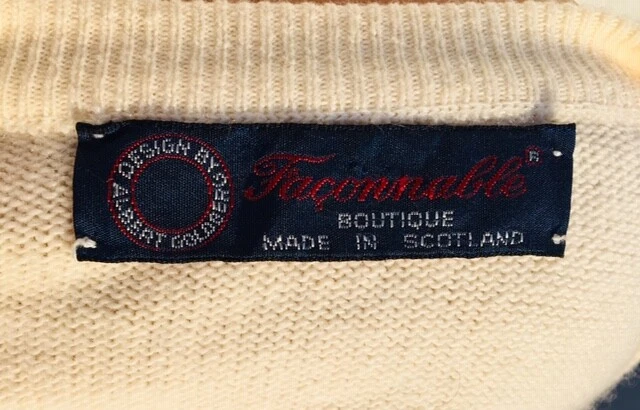 DESIGN BY ALBERT GOLDBERG
Façonnable®
BOUTIQUE
MADE IN SCOTLAND